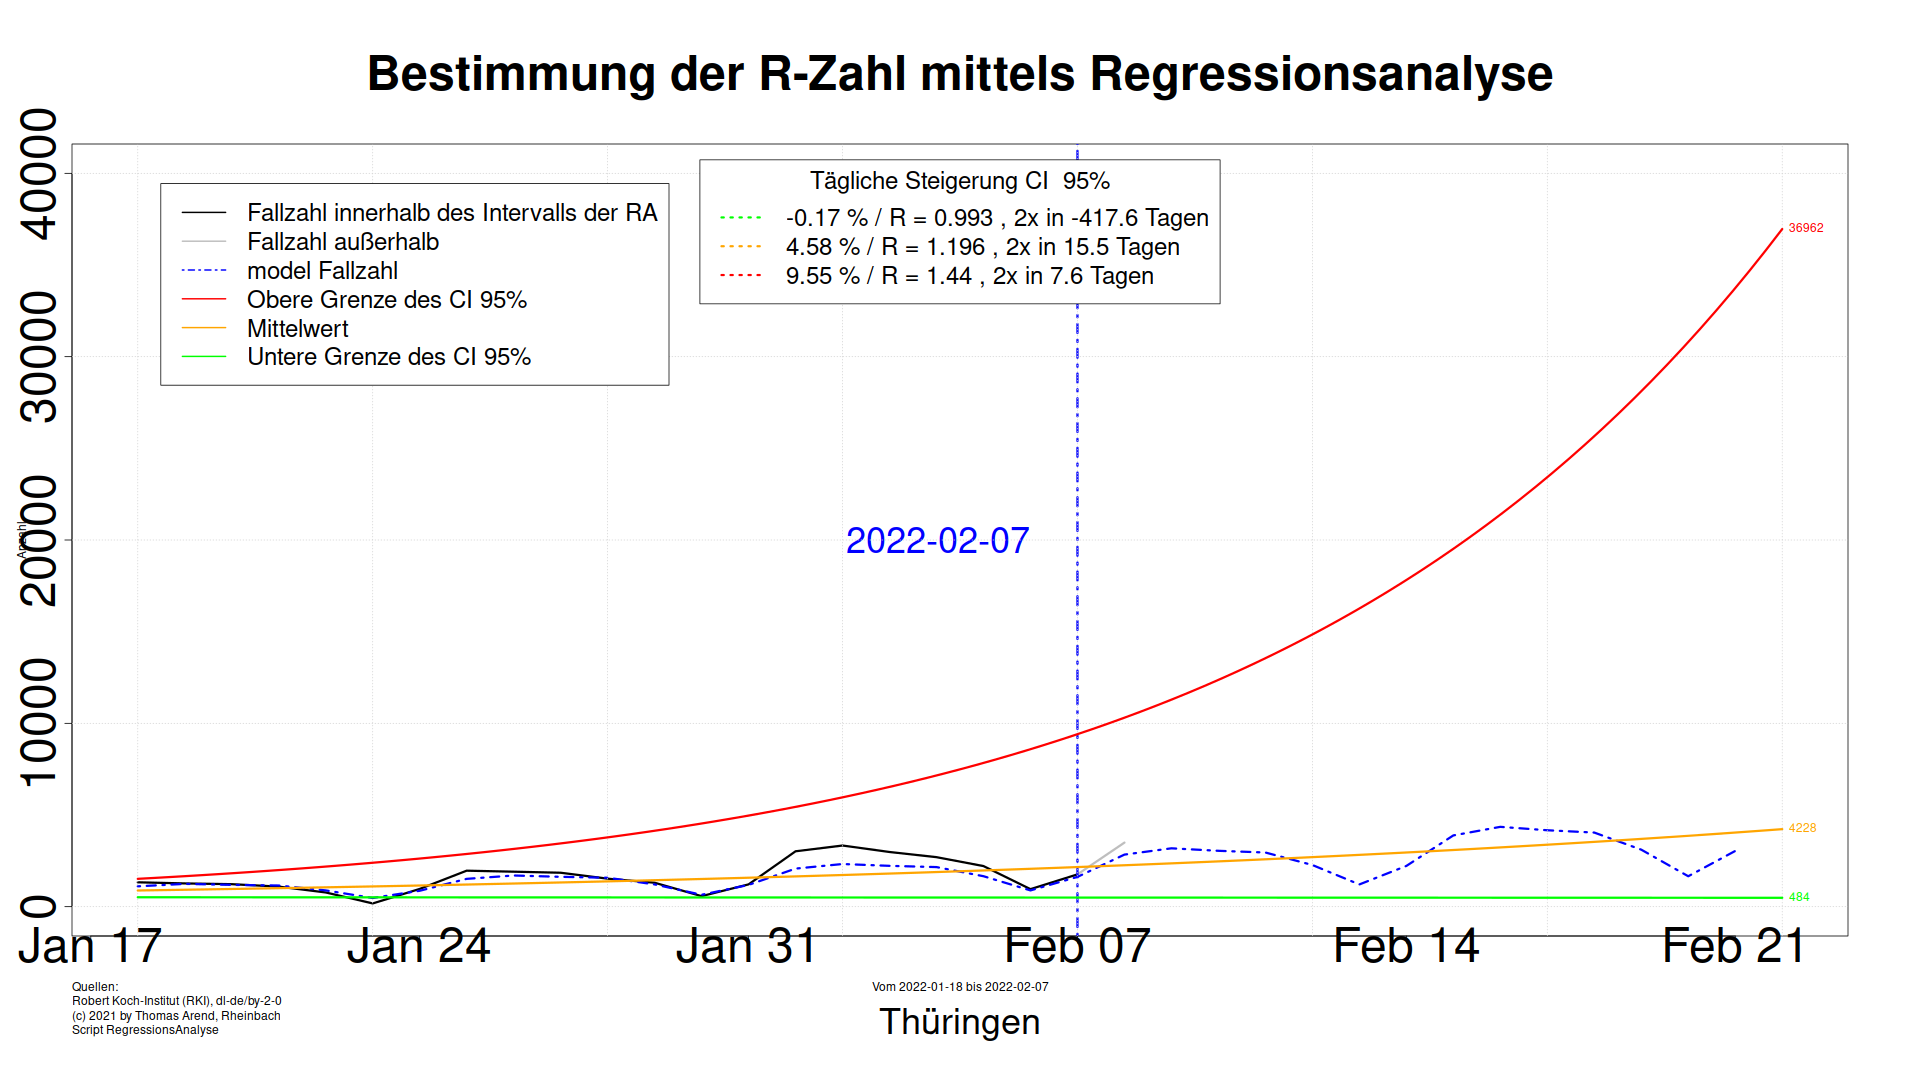 Bestimmung der R-Zahl mittels Regressionsanalyse
40000
30000
20000
10000
0
Anzahl
Fallzahl innerhalb des Intervalls der RA
Fallzahl außerhalb
model Fallzahl
Obere Grenze des CI 95%
Mittelwert
Untere Grenze des CI 95%
Tägliche Steigerung CI  95%
-0.17 % / R = 0.993 , 2x in -417.6 Tagen
4.58 % / R = 1.196 , 2x in 15.5 Tagen
9.55 % / R = 1.44 , 2x in 7.6 Tagen
36962
2022-02-07
4228
484
Jan 17 Jan 24 Jan 31 Feb 07 Feb 14 Feb 21
Quellen:
Robert Koch-Institut (RKI), dl-de/by-2-0
(c) 2021 by Thomas Arend, Rheinbach
Script RegressionsAnalyse
Vom 2022-01-18 bis 2022-02-07
Thüringen